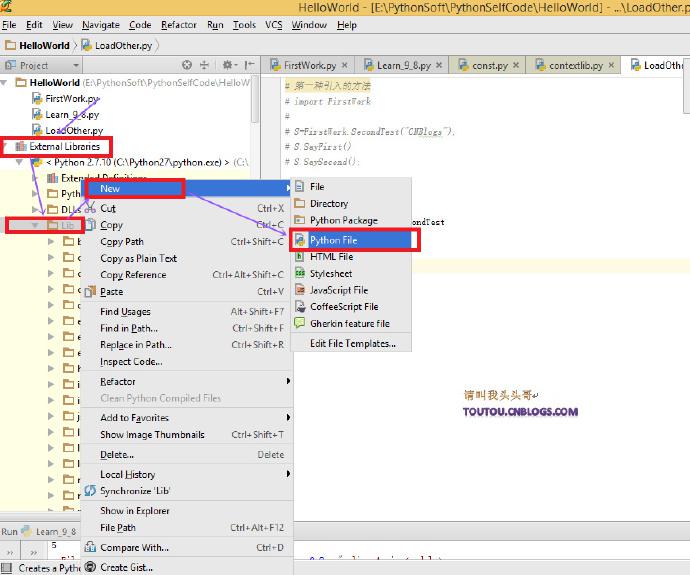 HelloWorld - [E:\PythonSoft\PythonSelfCode\HelloWorld] - ...\LoadOther.p
File Edit View Navigate Code Refactor Run Tools VCS Window Help
HelloWorld LoadOther.py
Project
FirstWork.py Learn_9_8.py const.py contextlib.py LoadOthe
HelloWorld (E:\PythonSoft\PythonSelfCode\HelloW
FirstWork.py
Learn_9_8.py
LoadOther.py
External Libraries
< Python 2.7.10 (C:\Python27\python.exe) > (C:\
Extended Definitions
Pyth
DLLs
Lib
# 第一种引入的方法
# import FirstWork
#
# S=FirstWork.SecondTest("CNBlogs");
# S.SayFirst()
# S.SaySecond();
ondTest
New
Cut Ctrl+X
Copy Ctrl+C
Copy Path Ctrl+Shift+C
Copy as Plain Text
Copy Reference Ctrl+Alt+Shift+C
Paste Ctrl+V
Find Usages Alt+Shift+F7
Find in Path... Ctrl+Shift+F
Replace in Path... Ctrl+Shift+R
Inspect Code...
Refactor
Clean Python Compiled Files
Add to Favorites
Show Image Thumbnails Ctrl+Shift+T
Delete... Delete
Local History
Synchronize 'Lib'
Show in Explorer
File Path Ctrl+Alt+F12
Compare With... Ctrl+D
Create Gist...
File
Directory
Python Package
Python File
HTML File
Stylesheet
JavaScript File
CoffeeScript File
Gherkin feature file
Edit File Templates...
请叫我头头哥
TOUTOU.CNBLOGS.COM
Run Learn_9_8
5
Creates a Pytho